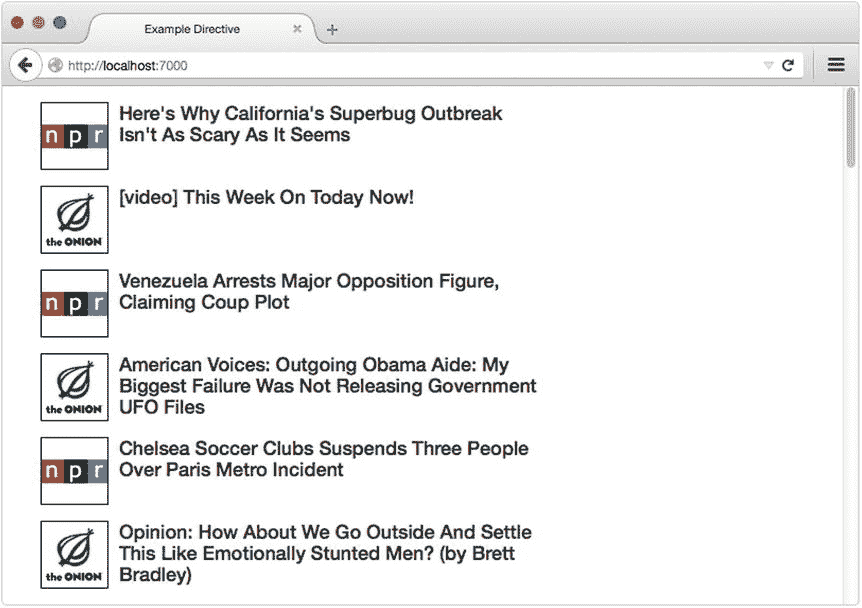 Example Directive
http://localhost:7000
npr
Here's Why California's Superbug Outbreak
Isn't As Scary As It Seems
the ONION
[video] This Week On Today Now!
npr
Venezuela Arrests Major Opposition Figure,
Claiming Coup Plot
the ONION
American Voices: Outgoing Obama Aide: My
Biggest Failure Was Not Releasing Government
UFO Files
npr
Chelsea Soccer Clubs Suspends Three People
Over Paris Metro Incident
the ONION
Opinion: How About We Go Outside And Settle
This Like Emotionally Stunted Men? (by Brett
Bradley)